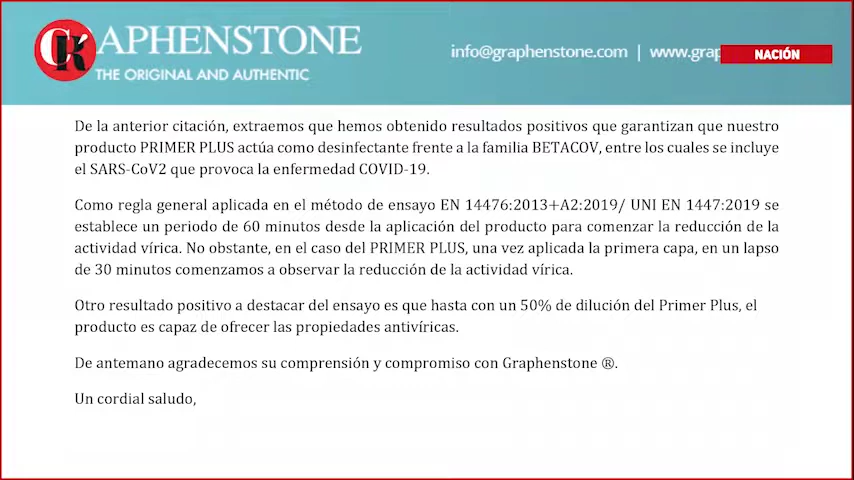 APHENSTONE
THE ORIGINAL AND AUTHENTIC
info@graphenstone.com | www.grap
NACIÓN
De la anterior citación, extraemos que hemos obtenido resultados positivos que garantizan que nuestro
producto PRIMER PLUS actúa como desinfectante frente a la familia BETACOV, entre los cuales se incluye
el SARS-CoV2 que provoca la enfermedad COVID-19.
Como regla general aplicada en el método de ensayo EN 14476:2013+A2:2019/ UNI EN 1447:2019 se
establece un periodo de 60 minutos desde la aplicación del producto para comenzar la reducción de la
actividad vírica. No obstante, en el caso del PRIMER PLUS, una vez aplicada la primera capa, en un lapso
de 30 minutos comenzamos a observar la reducción de la actividad vírica.
Otro resultado positivo a destacar del ensayo es que hasta con un 50% de dilución del Primer Plus, el
producto es capaz de ofrecer las propiedades antivíricas.
De antemano agradecemos su comprensión y compromiso con Graphenstone ®.
Un cordial saludo,